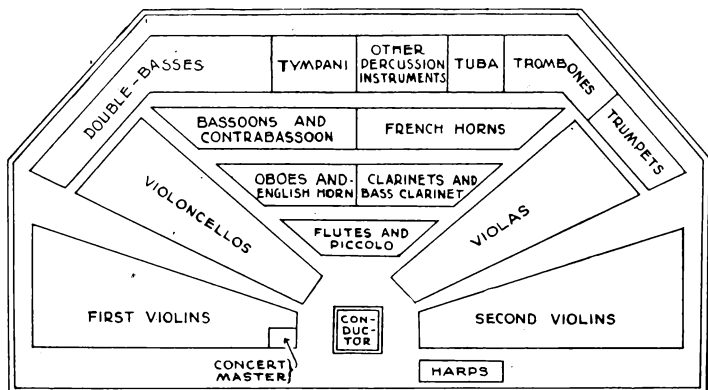 DOUBLE-BASSES
TYMPANI
OTHER
PERCUSSION
INSTRUMENTS
TUBA
TROMBONES
TRUMPETS
BASSOONS AND
CONTRABASSOON
FRENCH HORNS
VIOLONCELLOS
OBOES AND-
ENGLISH HORN
CLARINETS AND
BASS CLARINET
VIOLAS
FLUTES AND
PICCOLO
FIRST VIOLINS
CON-
DUC-
TOR
SECOND VIOLINS
CONCERT
MASTER
HARPS